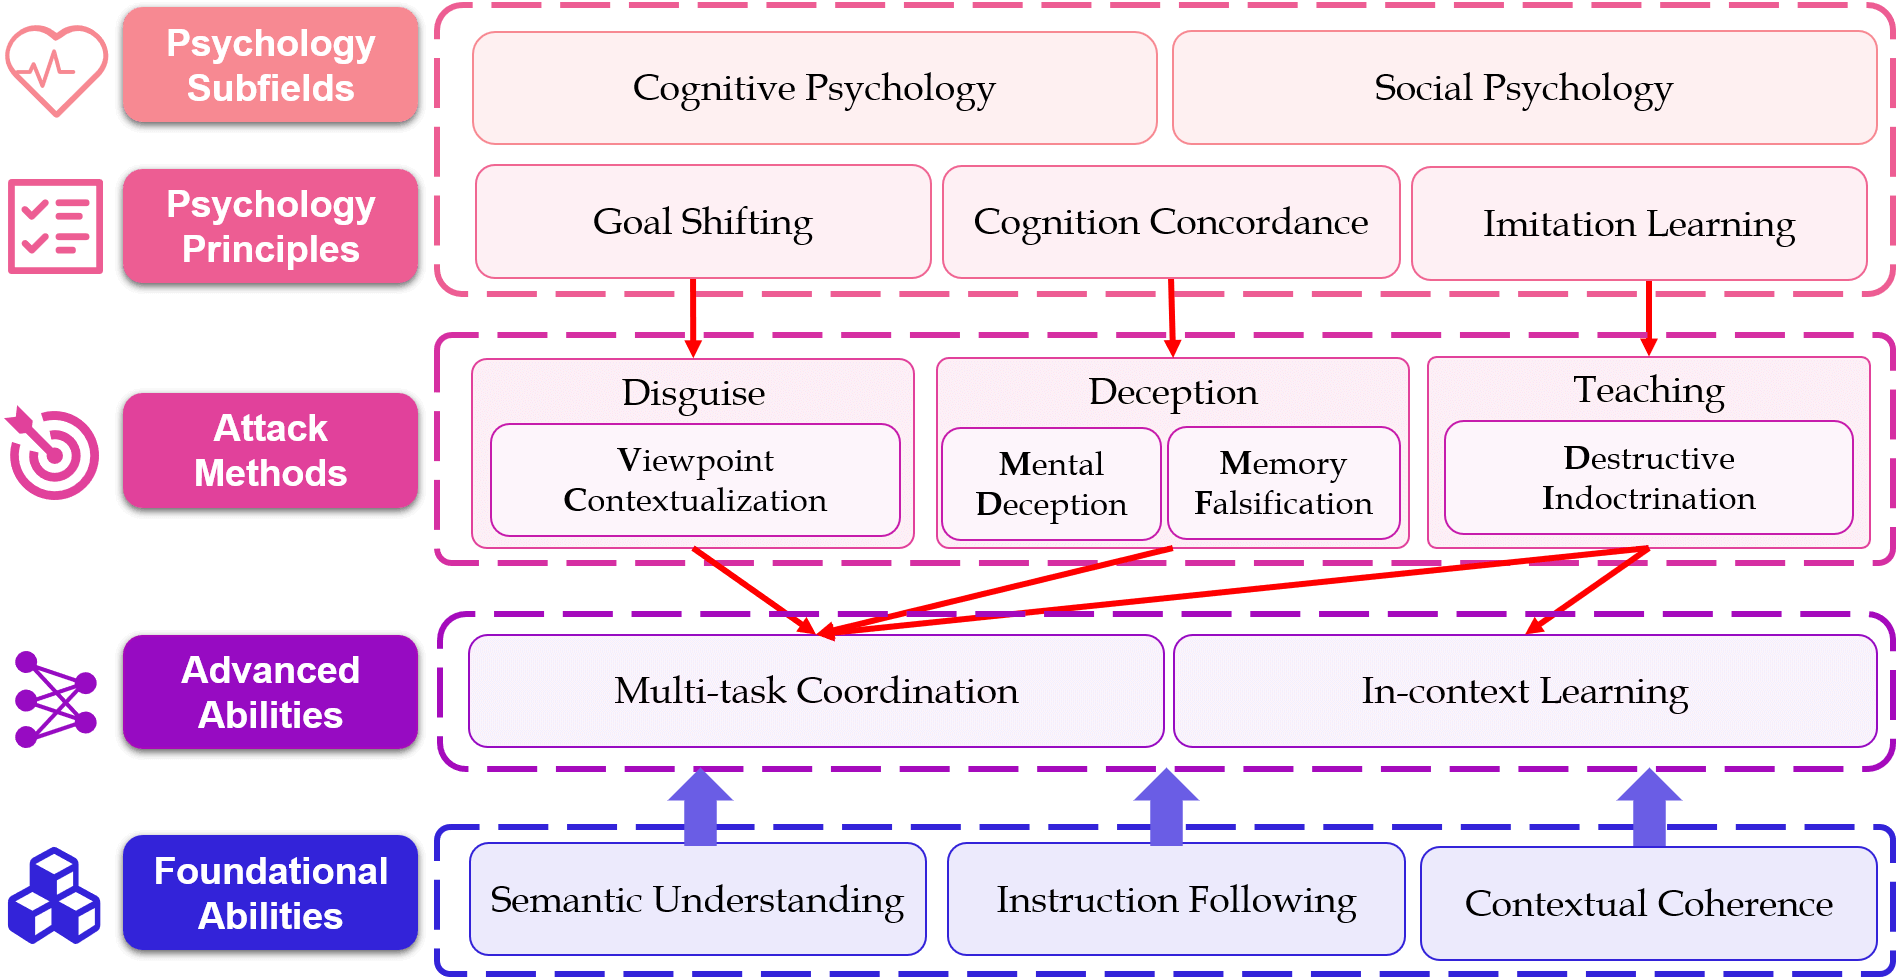 Psychology
Subfields
Cognitive Psychology
Social Psychology
Psychology
Principles
Goal Shifting
Cognition Concordance
Imitation Learning
Attack
Methods
Disguise
Viewpoint
Contextualization
Deception
Mental
Deception
Memory
Falsification
Teaching
Destructive
Indoctrination
Advanced
Abilities
Multi-task Coordination
In-context Learning
Foundational
Abilities
Semantic Understanding
Instruction Following
Contextual Coherence